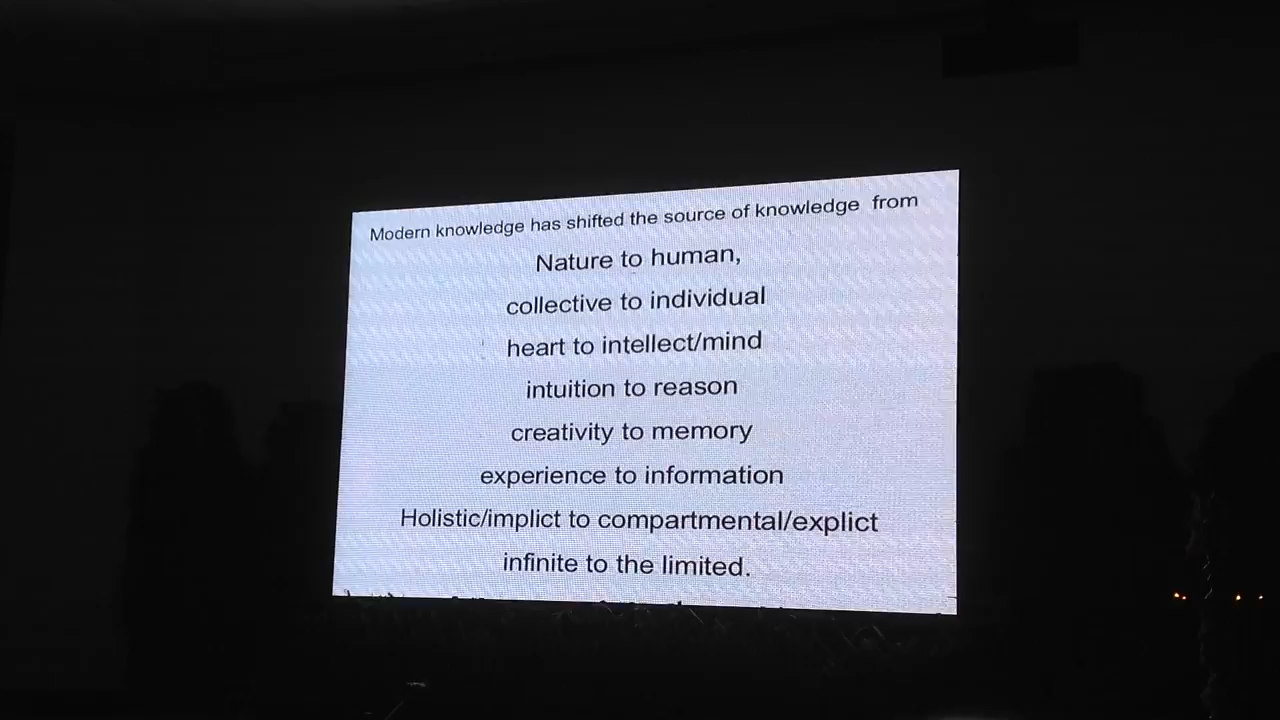 Modern knowledge has shifted the source of knowledge from
Nature to human,
collective to individual
heart to intellect/mind
intuition to reason
creativity to memory
experience to information
Holistic/implict to compartmental/explict
infinite to the limited.